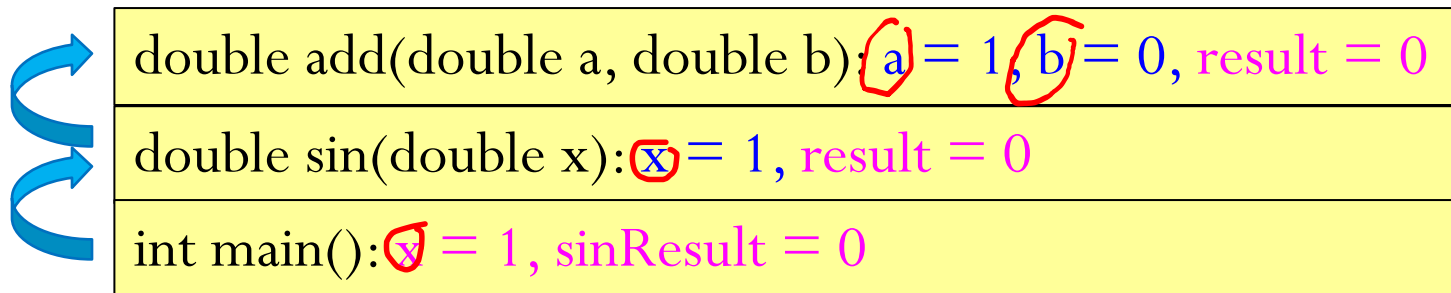 double add(double a, double b): a = 1, b = 0, result = 0
double sin(double x): x = 1, result = 0
int main(): x = 1, sinResult = 0